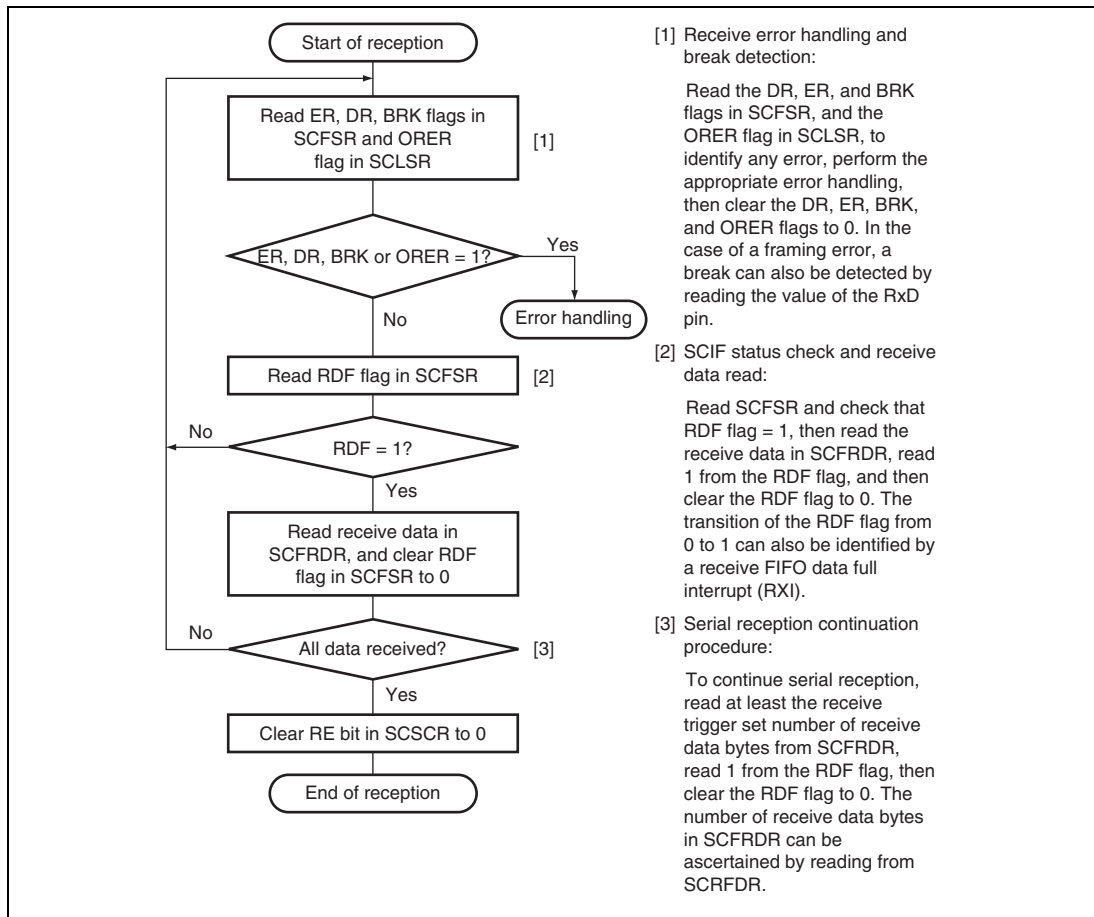 Start of reception
Read ER, DR, BRK flags in
SCFSR and ORER
flag in SCLSR
[1]
ER, DR, BRK or ORER = 1?
Yes
Error handling
No
Read RDF flag in SCFSR
[2]
No
RDF = 1?
Yes
Read receive data in
SCFRDR, and clear RDF
flag in SCFSR to 0
No
All data received?
[3]
Yes
Clear RE bit in SCSCR to 0
End of reception
[1] Receive error handling and
break detection:
Read the DR, ER, and BRK
flags in SCFSR, and the
ORER flag in SCLSR, to
identify any error, perform the
appropriate error handling,
then clear the DR, ER, BRK,
and ORER flags to 0. In the
case of a framing error, a
break can also be detected by
reading the value of the RxD
pin.
[2] SCIF status check and receive
data read:
Read SCFSR and check that
RDF flag = 1, then read the
receive data in SCFRDR, read
1 from the RDF flag, and then
clear the RDF flag to 0. The
transition of the RDF flag from
0 to 1 can also be identified by
a receive FIFO data full
interrupt (RXI).
[3] Serial reception continuation
procedure:
To continue serial reception,
read at least the receive
trigger set number of receive
data bytes from SCFRDR,
read 1 from the RDF flag, then
clear the RDF flag to 0. The
number of receive data bytes
in SCFRDR can be
ascertained by reading from
SCRFDR.